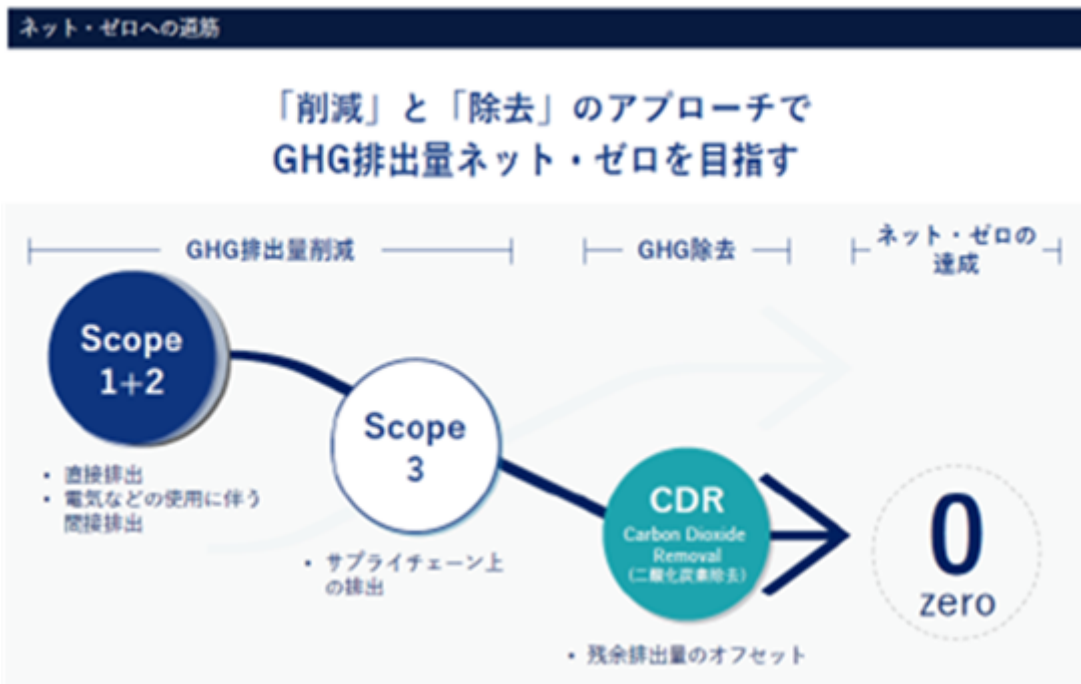 ネット・ゼロへの道筋
「削減」と「除去」のアプローチで
GHG排出量ネット・ゼロを目指す
GHG排出量削減
GHG除去
ネット・ゼロの
達成
Scope
1+2
• 直接排出
• 電気などの使用に伴う
間接排出
Scope
3
• サプライチェーン上
の排出
CDR
Carbon Dioxide
Removal
(二酸化炭素除去)
• 残余排出量のオフセット
0
zero